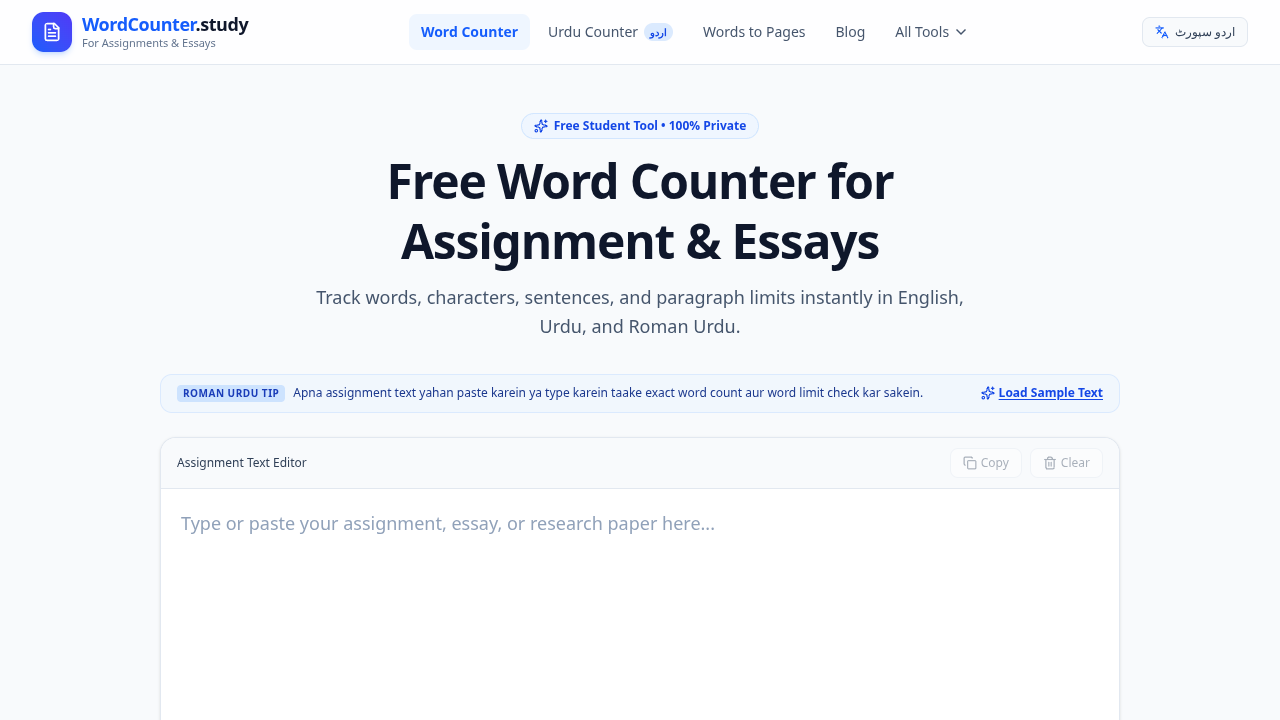 WordCounter.study
For Assignments & Essays
Word Counter
Urdu Counter اردو
Words to Pages
Blog
All Tools
اردو سپورٹ
Free Student Tool • 100% Private
Free Word Counter for
Assignment & Essays
Track words, characters, sentences, and paragraph limits instantly in English,
Urdu, and Roman Urdu.
ROMAN URDU TIP Apna assignment text yahan paste karein ya type karein taake exact word count aur word limit check kar sakein.
Load Sample Text
Assignment Text Editor
Copy
Clear
Type or paste your assignment, essay, or research paper here...